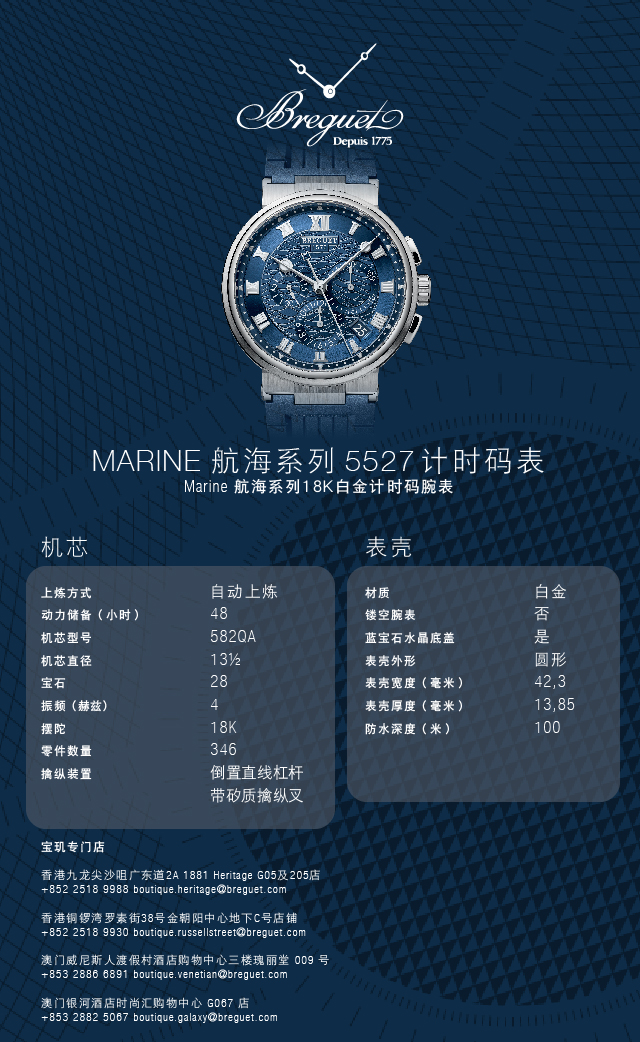 Breguet
Depuis 1775
XII
BREGUET
MARINE 航海系列 5527计时码表
Marine 航海系列18K白金计时码腕表
机芯
上炼方式 自动上炼
动力储备（小时） 48
机芯型号 582QA
机芯直径 13½
宝石 28
振频（赫兹） 4
摆陀 18K
零件数量 346
擒纵装置 倒置直线杠杆
带矽质擒纵叉
表壳
材质 白金
镂空腕表 否
蓝宝石水晶底盖 是
表壳外形 圆形
表壳宽度（毫米） 42,3
表壳厚度（毫米） 13,85
防水深度（米） 100
宝玑专门店
香港九龙尖沙咀广东道2A 1881 Heritage G05及205店
+852 2518 9988 boutique.heritage@breguet.com
香港铜锣湾罗素街38号金朝阳中心地下C号店铺
+852 2518 9930 boutique.russellstreet@breguet.com
澳门威尼斯人渡假村酒店购物中心三楼瑰丽堂 009 号
+853 2886 6891 boutique.venetian@breguet.com
澳门银河酒店时尚汇购物中心 G067 店
+853 2882 5067 boutique.galaxy@breguet.com